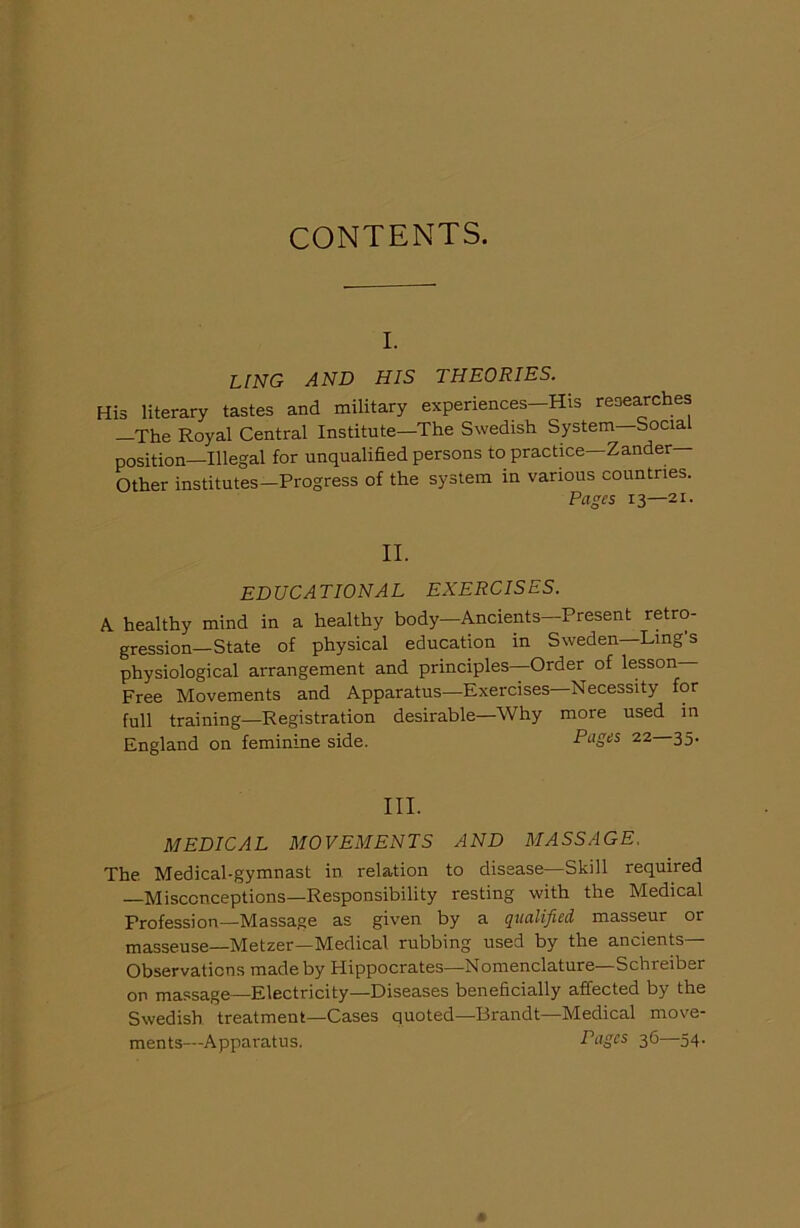 CONTENTS.
I.
LING AND HIS THEORIES.
His literary tastes and military experiences—His researches
—The Royal Central Institute—The Swedish System—Social
position—Illegal for unqualified persons to practice—Zander—
Other institutes—Progress of the system in various countries.
Pages 13—21.
II.
EDUCATIONAL EXERCISES.
A healthy mind in a healthy body—Ancients—Present retro-
gression—State of physical education in Sweden—Ling's
physiological arrangement and principles—Order of lesson—
Free Movements and Apparatus—Exercises—Necessity for
full training—Registration desirable—Why more used in
England on feminine side. Pages 22—35.
III.
MEDICAL MOVEMENTS AND MASSAGE.
The Medical-gymnast in relation to disease—Skill required
—Misconceptions—Responsibility resting with the Medical
Profession—Massage as given by a qualified masseur or
masseuse—Metzer—Medical rubbing used by the ancients—
Observations made by Hippocrates—Nomenclature—Schreiber
on massage—Electricity—Diseases beneficially affected by the
Swedish treatment—Cases quoted—Brandt—Medical move-
ments—Apparatus. Pages 36—54.